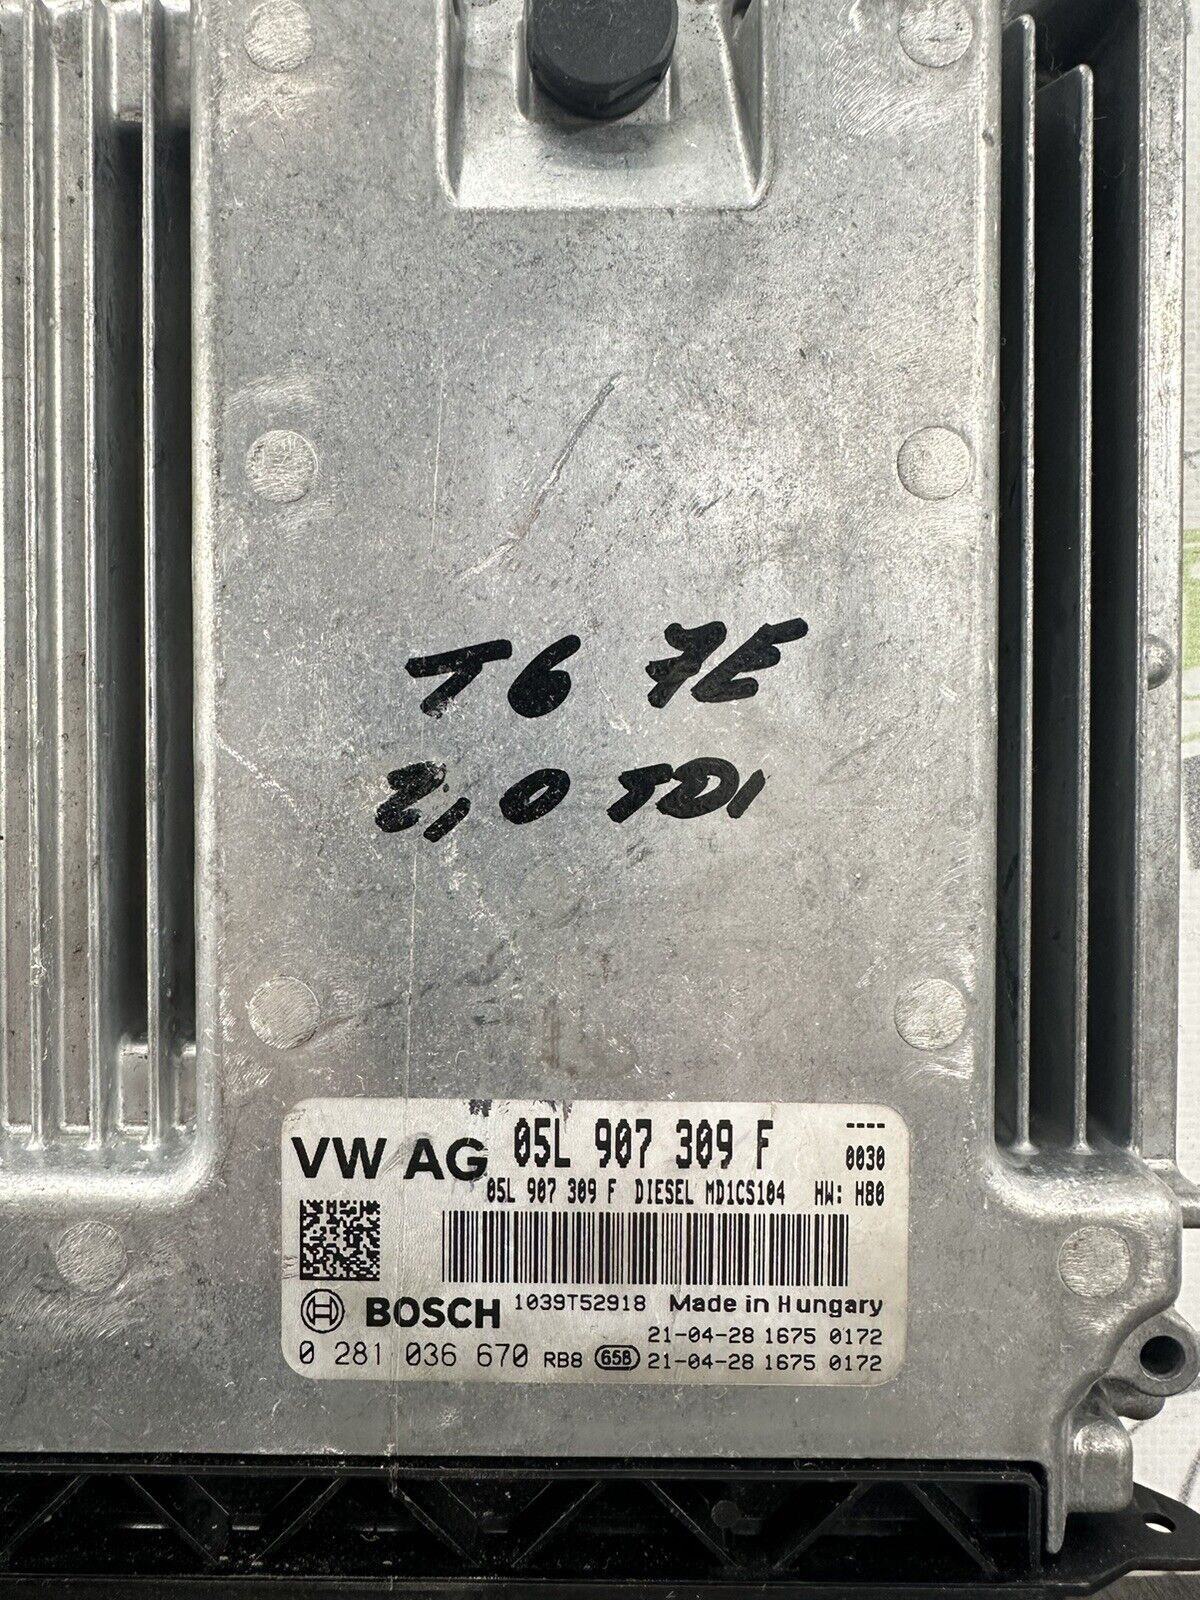 T6 7E
2,0 TDI
VW AG 05L 907 309 F ----
0030
05L 907 309 F DIESEL MD1CS104 HW: H80
BOSCH 1039T52918 Made in Hungary
21-04-28 1675 0172
0 281 036 670 RB8 658 21-04-28 1675 0172